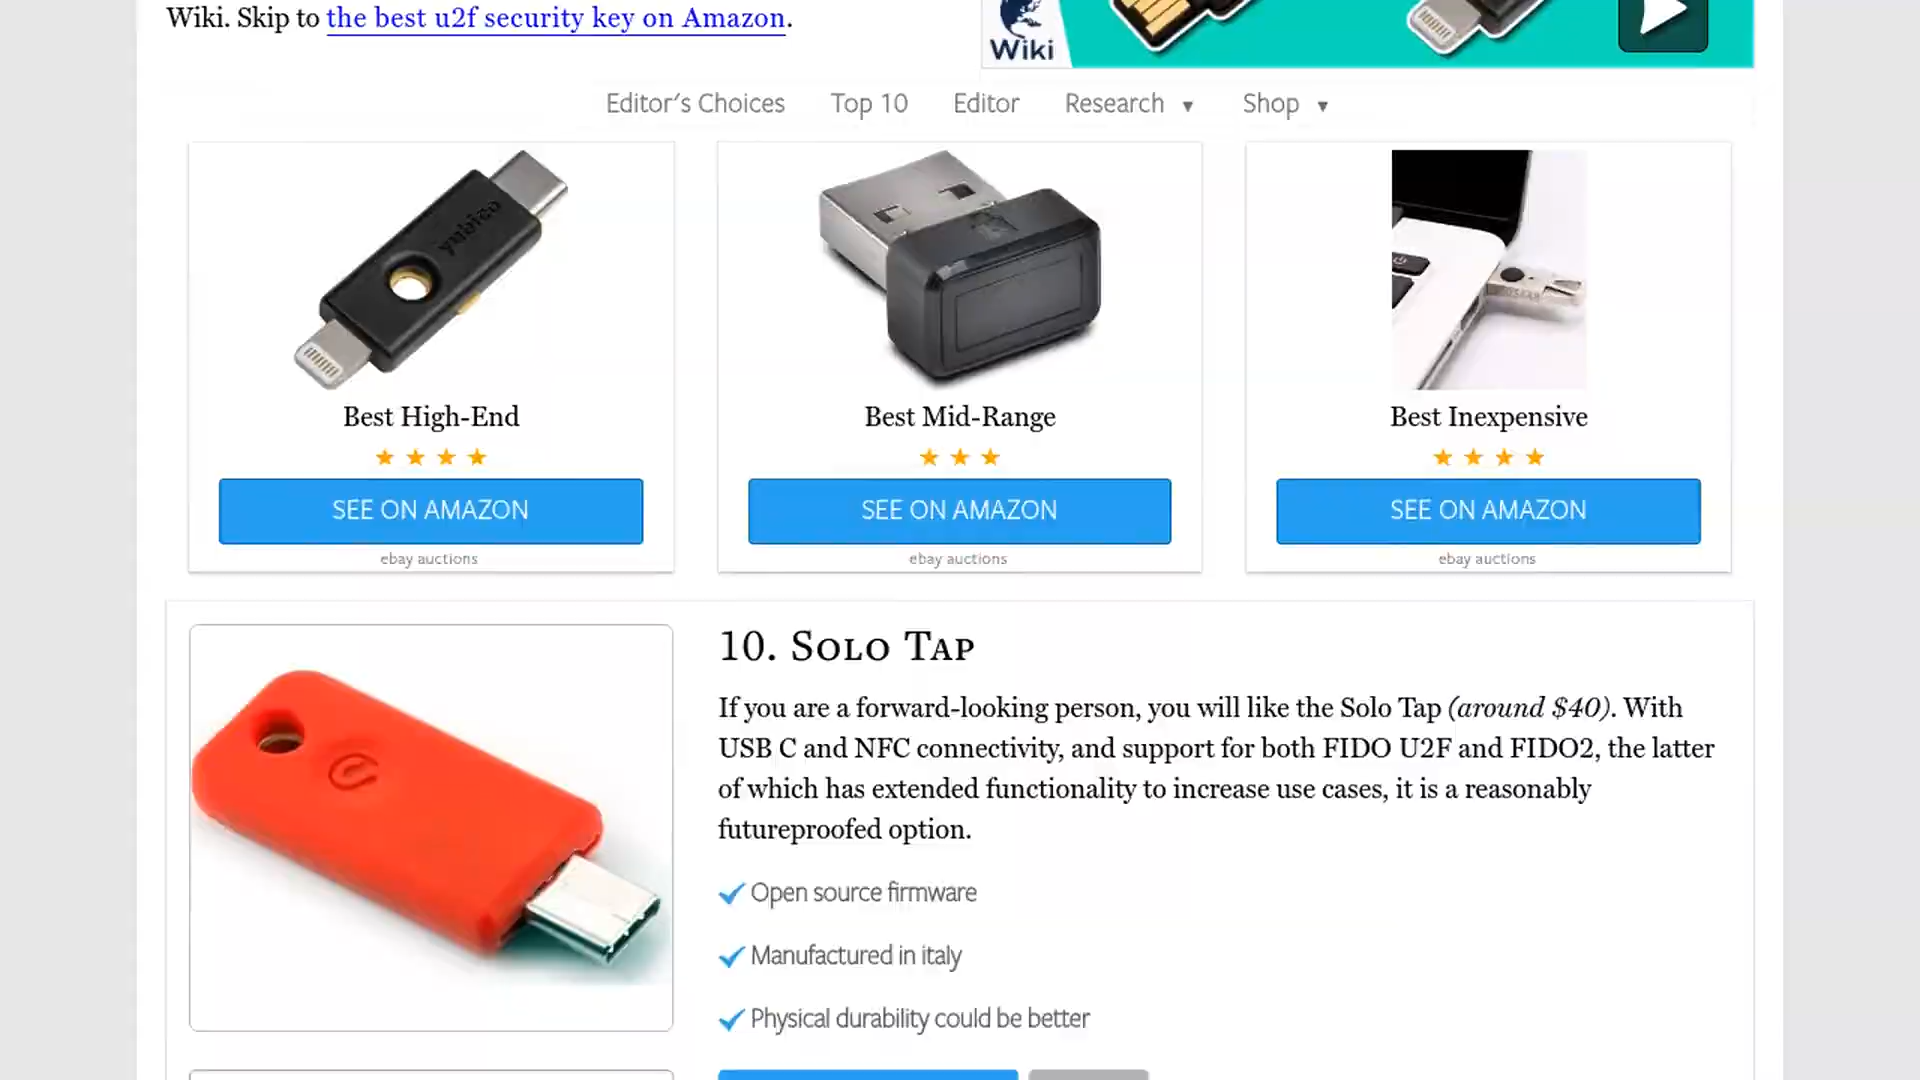 Wiki. Skip to the best u2f security key on Amazon.
Wiki
Editor's Choices Top 10 Editor Research ▼ Shop ▼
yubico
Best High-End
SEE ON AMAZON
ebay auctions
Best Mid-Range
SEE ON AMAZON
ebay auctions
Best Inexpensive
SEE ON AMAZON
ebay auctions
10. Solo Tap
If you are a forward-looking person, you will like the Solo Tap (around $40). With
USB C and NFC connectivity, and support for both FIDO U2F and FIDO2, the latter
of which has extended functionality to increase use cases, it is a reasonably
futureproofed option.
Open source firmware
Manufactured in italy
Physical durability could be better